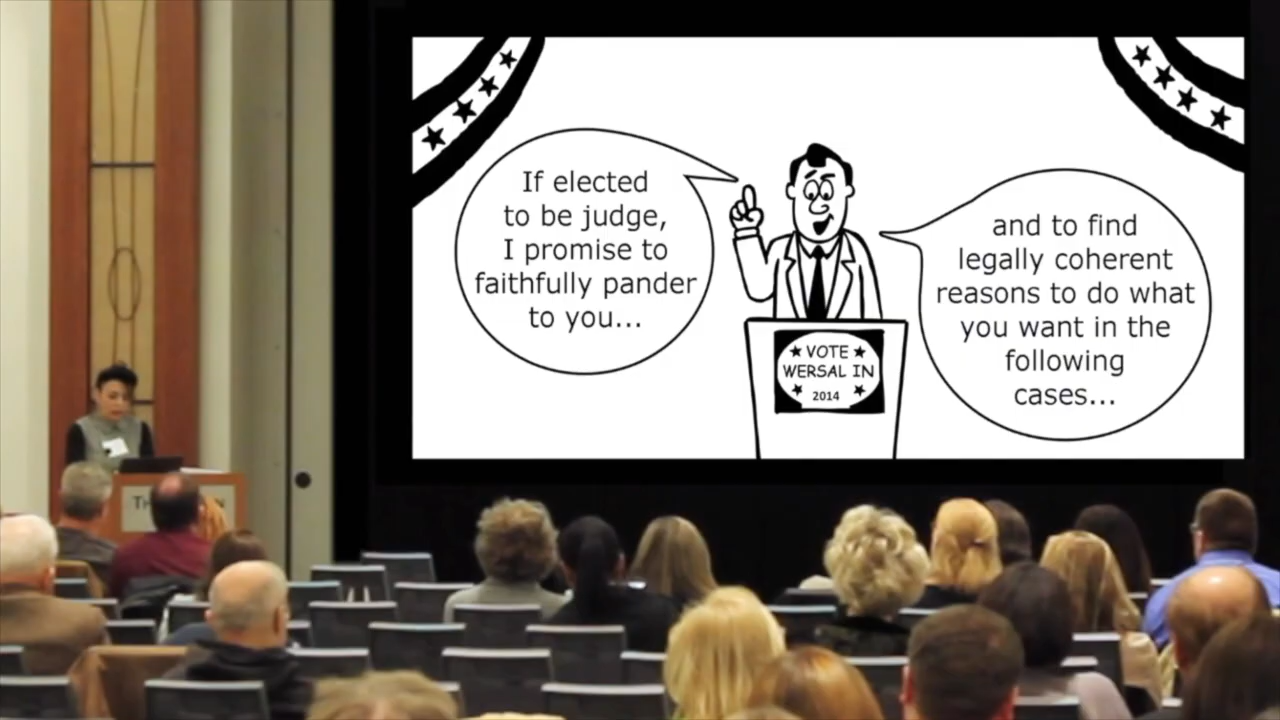 If elected
to be judge,
I promise to
faithfully pander
to you...
and to find
legally coherent
reasons to do what
you want in the
following
cases...
VOTE
WERSAL IN
2014